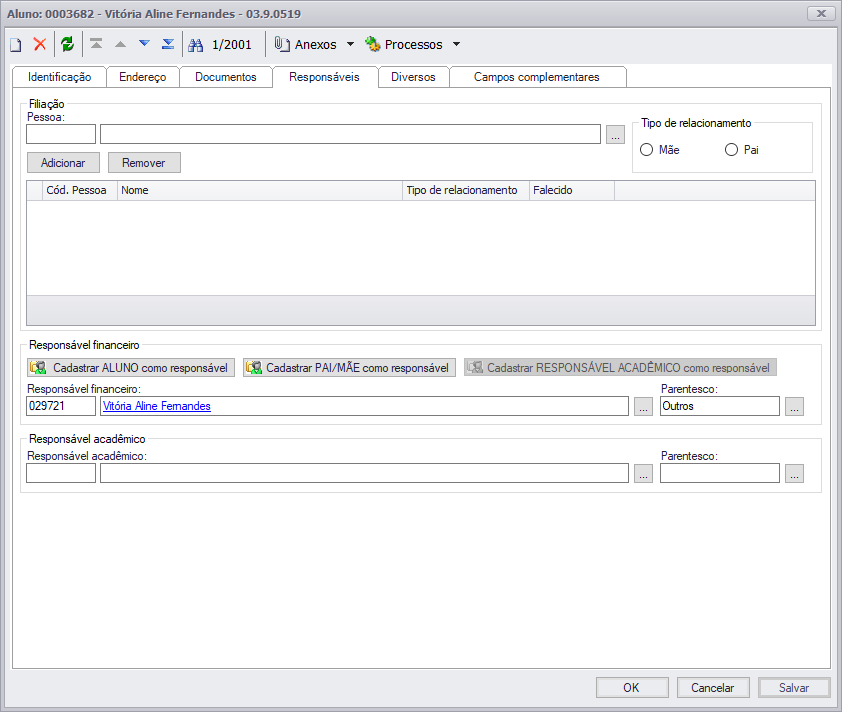 Aluno: 0003682 - Vitória Aline Fernandes - 03.9.0519
1/2001 Anexos Processos
Identificação Endereço Documentos Responsáveis Diversos Campos complementares
Filiação
Pessoa:
...
Tipo de relacionamento
Mãe Pai
Adicionar Remover
Cód. Pessoa Nome Tipo de relacionamento Falecido
Responsável financeiro
Cadastrar ALUNO como responsável Cadastrar PAI/MÃE como responsável Cadastrar RESPONSÁVEL ACADÊMICO como responsável
Responsável financeiro: Parentesco:
029721 Vitória Aline Fernandes ... Outros ...
Responsável acadêmico
Responsável acadêmico: Parentesco:
... ...
OK Cancelar Salvar